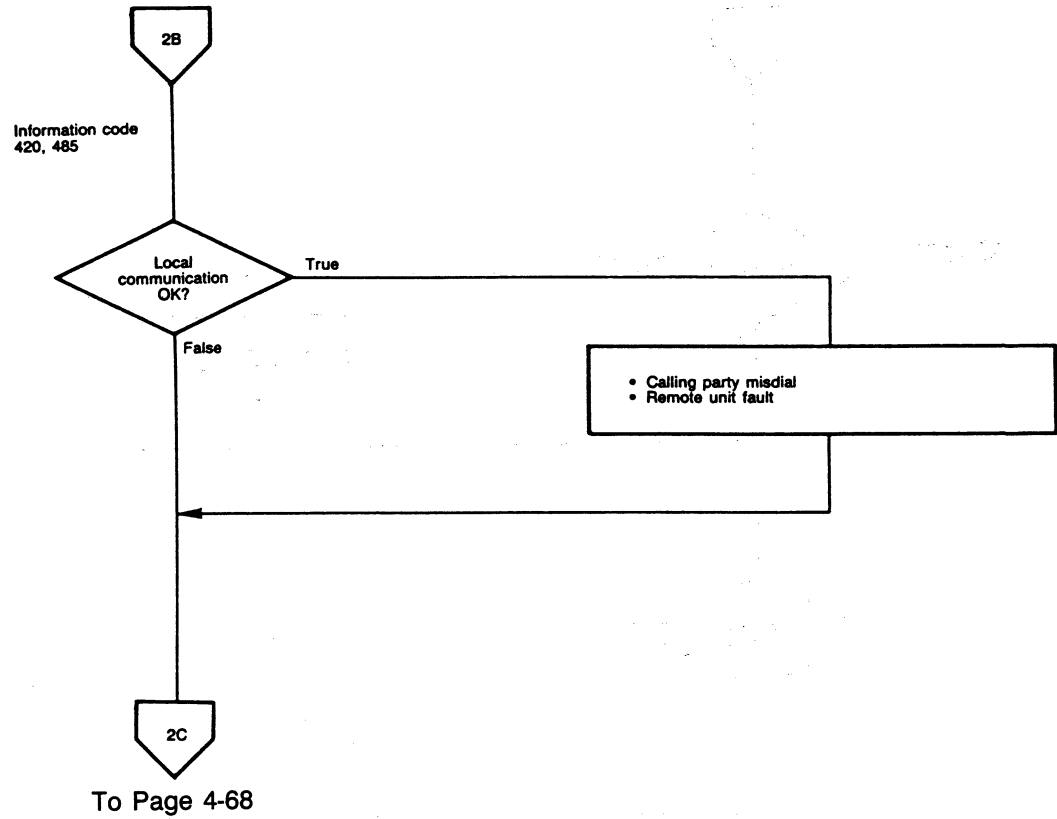 2B
Information code
420, 485
Local
communication
OK?
True
False
• Calling party misdial
• Remote unit fault
2C
To Page 4-68